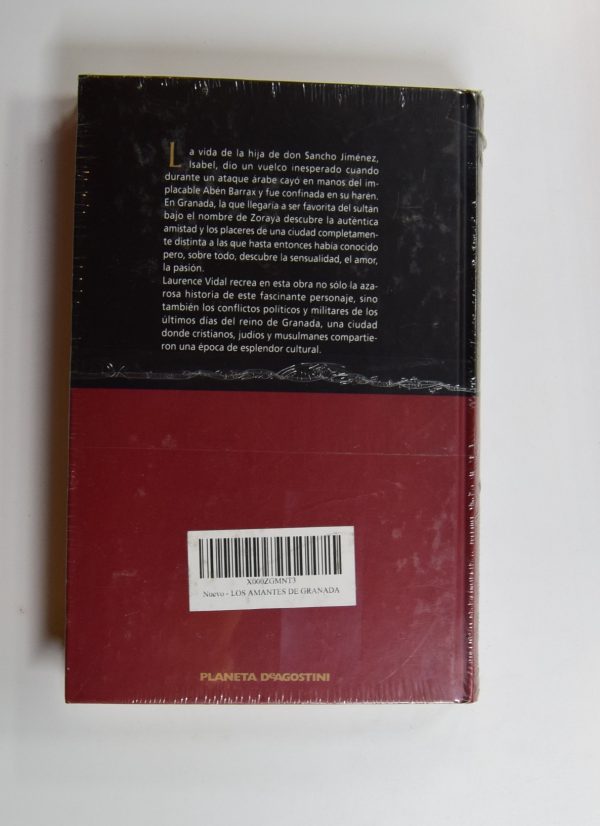 La vida de la hija de don Sancho Jiménez,
Isabel, dio un vuelco inesperado cuando
durante un ataque árabe cayó en manos del im-
placable Abén Barrax y fue confinada en su harén.
En Granada, la que llegaría a ser favorita del sultán
bajo el nombre de Zoraya descubre la auténtica
amistad y los placeres de una ciudad completamen-
te distinta a las que hasta entonces había conocido
pero, sobre todo, descubre la sensualidad, el amor,
la pasión.
Laurence Vidal recrea en esta obra no sólo la aza-
rosa historia de este fascinante personaje, sino
también los conflictos políticos y militares de los
últimos días del reino de Granada, una ciudad
donde cristianos, judíos y musulmanes compartie-
ron una época de esplendor cultural.
X000ZGMNT3
Nuevo - LOS AMANTES DE GRANADA
PLANETA DeAGOSTINI